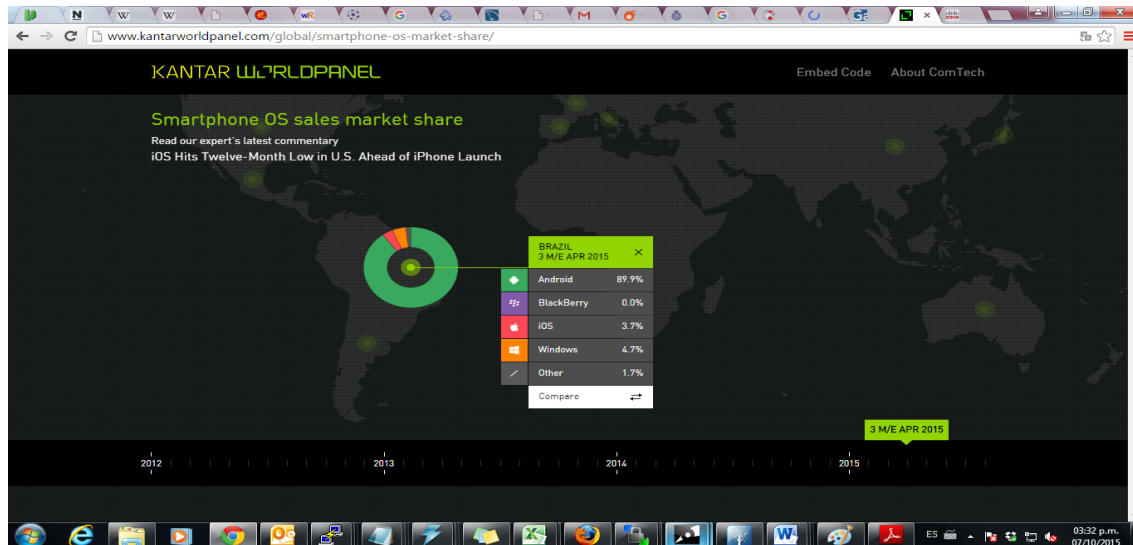 www.kantarworldpanel.com/global/smartphone-os-market-share/
KANTAR WORLDPANEL
Embed Code About ComTech
Smartphone OS sales market share
Read our expert's latest commentary
iOS Hits Twelve-Month Low in U.S. Ahead of iPhone Launch
BRAZIL
3 M/E APR 2015
Android 89.9%
BlackBerry 0.0%
iOS 3.7%
Windows 4.7%
Other 1.7%
Compare
3 M/E APR 2015
2012 2013 2014 2015
ES
03:32 p.m.
07/10/2015